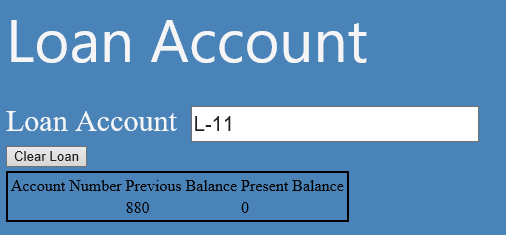 Loan Account
Loan Account L-11
Clear Loan
Account Number Previous Balance Present Balance
880 0